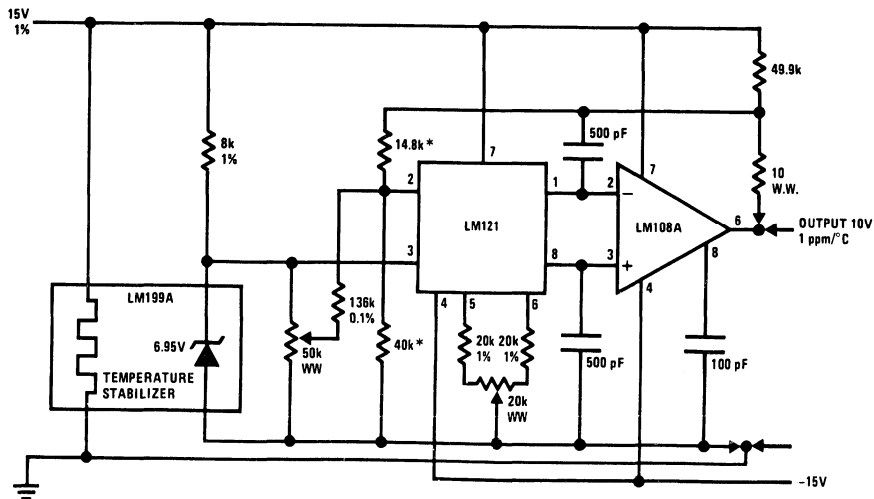 15V
1%
49.9k
8k
1%
14.8k*
500 pF
7
10
W.W.
7
2
1
2
−
LM121
LM108A
6
OUTPUT 10V
1 ppm/°C
3
8
3
+
8
4
LM199A
136k
0.1%
4
5
6
6.95V
50k
WW
40k*
20k
1%
20k
1%
500 pF
100 pF
TEMPERATURE
STABILIZER
20k
WW
−15V